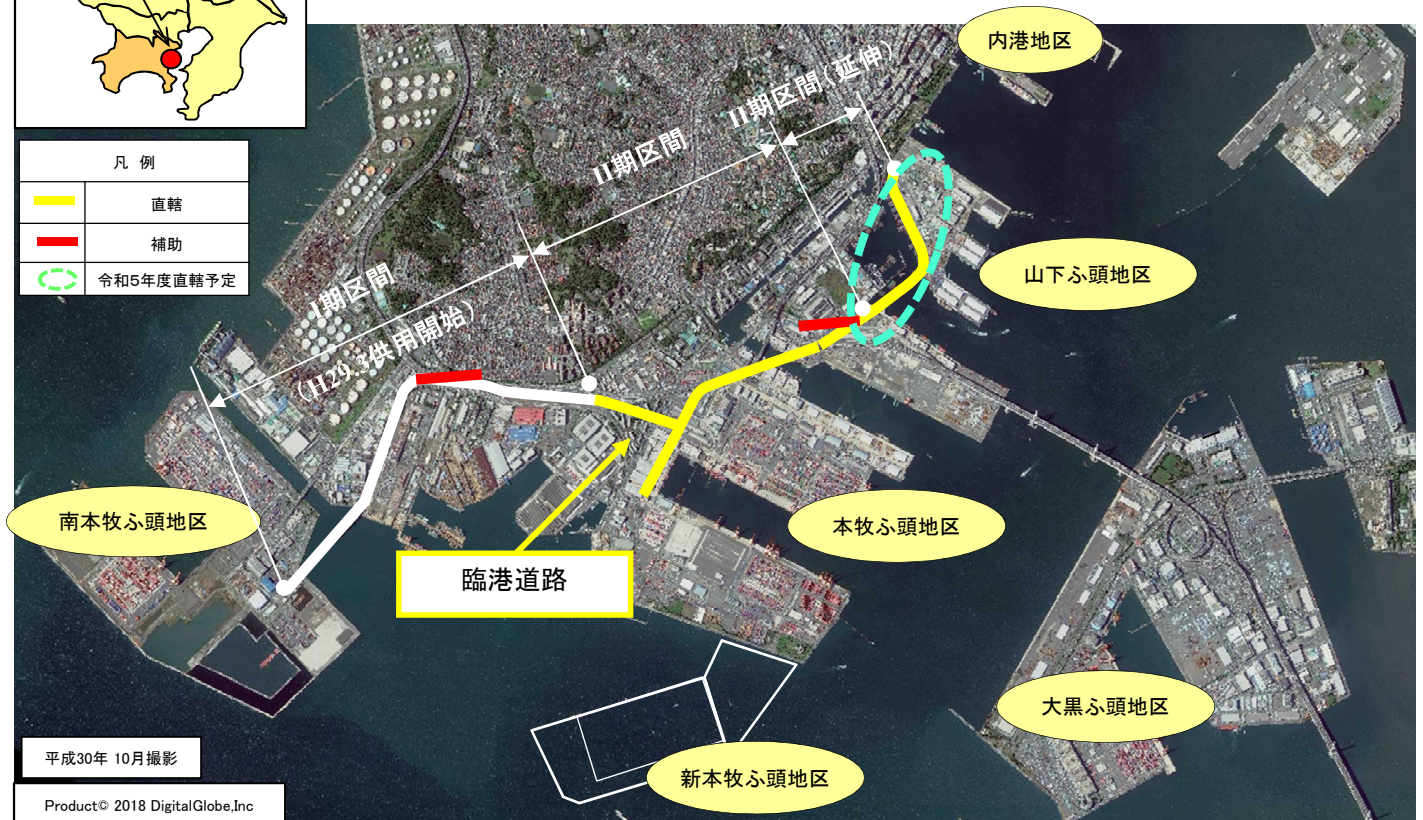 内港地区
II期区間(延伸)
II期区間
凡 例
直轄
補助
令和5年度直轄予定
I期区間
(H29.3供用開始)
山下ふ頭地区
南本牧ふ頭地区
本牧ふ頭地区
臨港道路
大黒ふ頭地区
新本牧ふ頭地区
平成30年 10月撮影
Product© 2018 DigitalGlobe,Inc